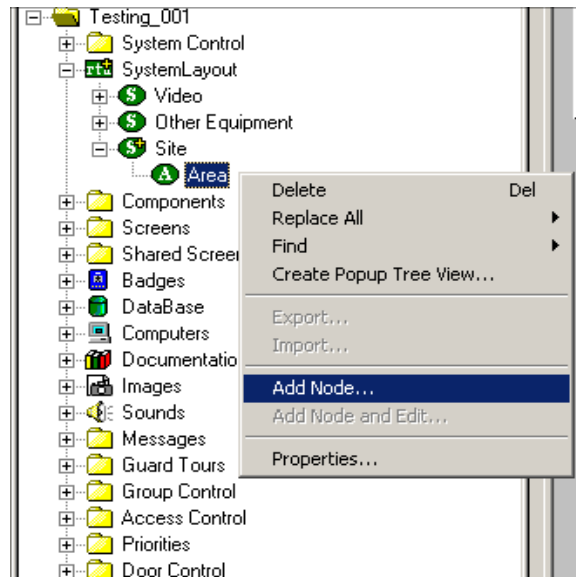 Testing_001
System Control
rtu SystemLayout
S Video
S Other Equipment
S Site
A Area
Components
Screens
Shared Screen
Badges
DataBase
Computers
Documentatio
Images
Sounds
Messages
Guard Tours
Group Control
Access Control
Priorities
Door Control
Delete Del
Replace All
Find
Create Popup Tree View...
Export...
Import...
Add Node...
Add Node and Edit...
Properties...